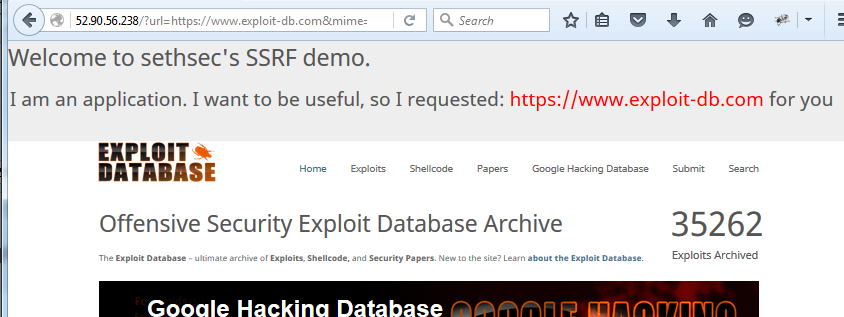 52.90.56.238/?url=https://www.exploit-db.com&mime=
Search
Welcome to sethsec's SSRF demo.
I am an application. I want to be useful, so I requested: https://www.exploit-db.com for you
EXPLOIT
DATABASE
Home Exploits Shellcode Papers Google Hacking Database Submit Search
Offensive Security Exploit Database Archive
35262
The Exploit Database – ultimate archive of Exploits, Shellcode, and Security Papers. New to the site? Learn about the Exploit Database.
Exploits Archived
Google Hacking Database
GOOGLE HACKING